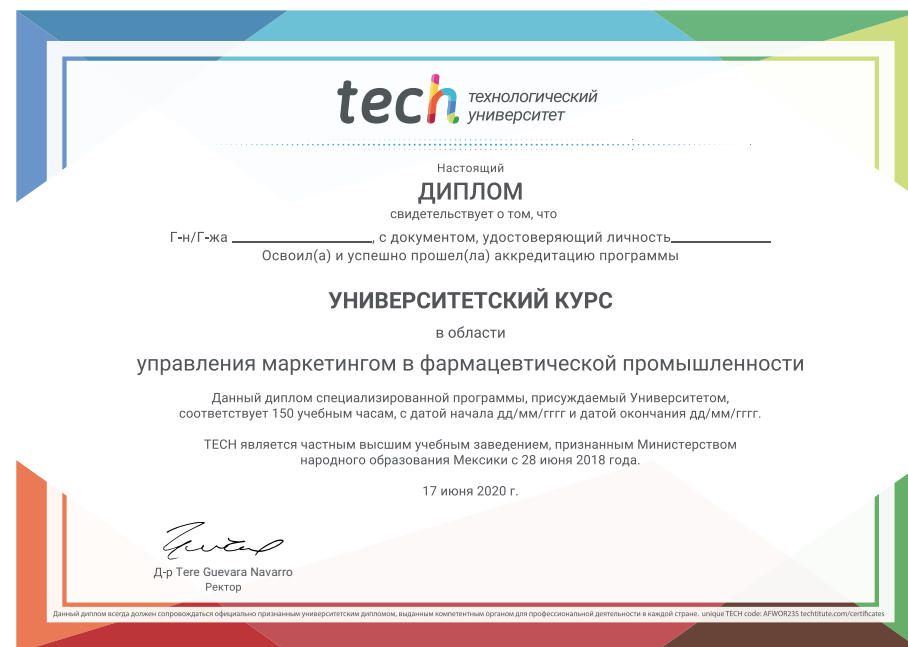 tech технологический
университет
Настоящий
ДИПЛОМ
свидетельствует о том, что
Г-н/Г-жа ____________________, с документом, удостоверяющий личность______________
Освоил(а) и успешно прошел(ла) аккредитацию программы
УНИВЕРСИТЕТСКИЙ КУРС
в области
управления маркетингом в фармацевтической промышленности
Данный диплом специализированной программы, присуждаемый Университетом,
соответствует 150 учебным часам, с датой начала дд/мм/гггг и датой окончания дд/мм/гггг.
TECH является частным высшим учебным заведением, признанным Министерством
народного образования Мексики с 28 июня 2018 года.
17 июня 2020 г.
Д-р Tere Guevara Navarro
Ректор
Данный диплом всегда должен сопровождаться официально признанным университетским дипломом, выданным компетентным органом для профессиональной деятельности в каждой стране. unique TECH code: AFWOR23S techtitute.com/certificates